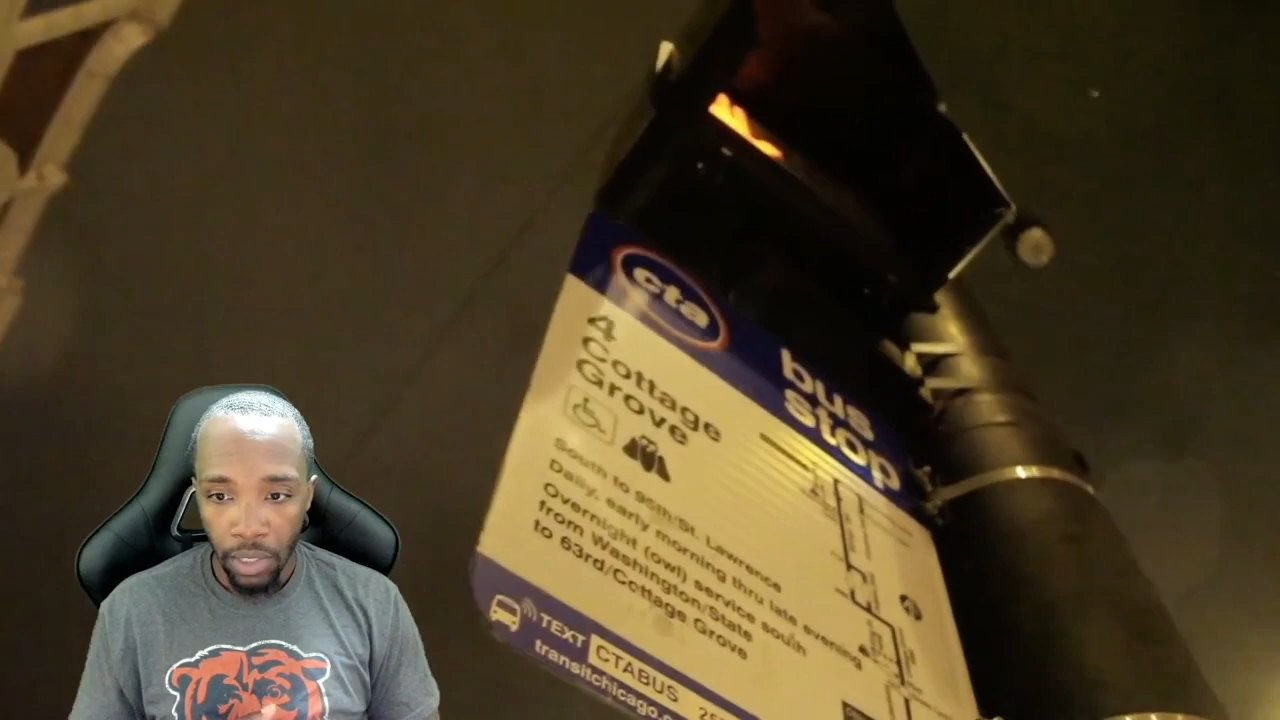 cta
bus
stop
4
Cottage
Grove
South to 95th/St. Lawrence
Daily, early morning thru late evening
Overnight (owl) service south
from Washington/State
to 63rd/Cottage Grove
TEXT CTABUS
transitchicago.c